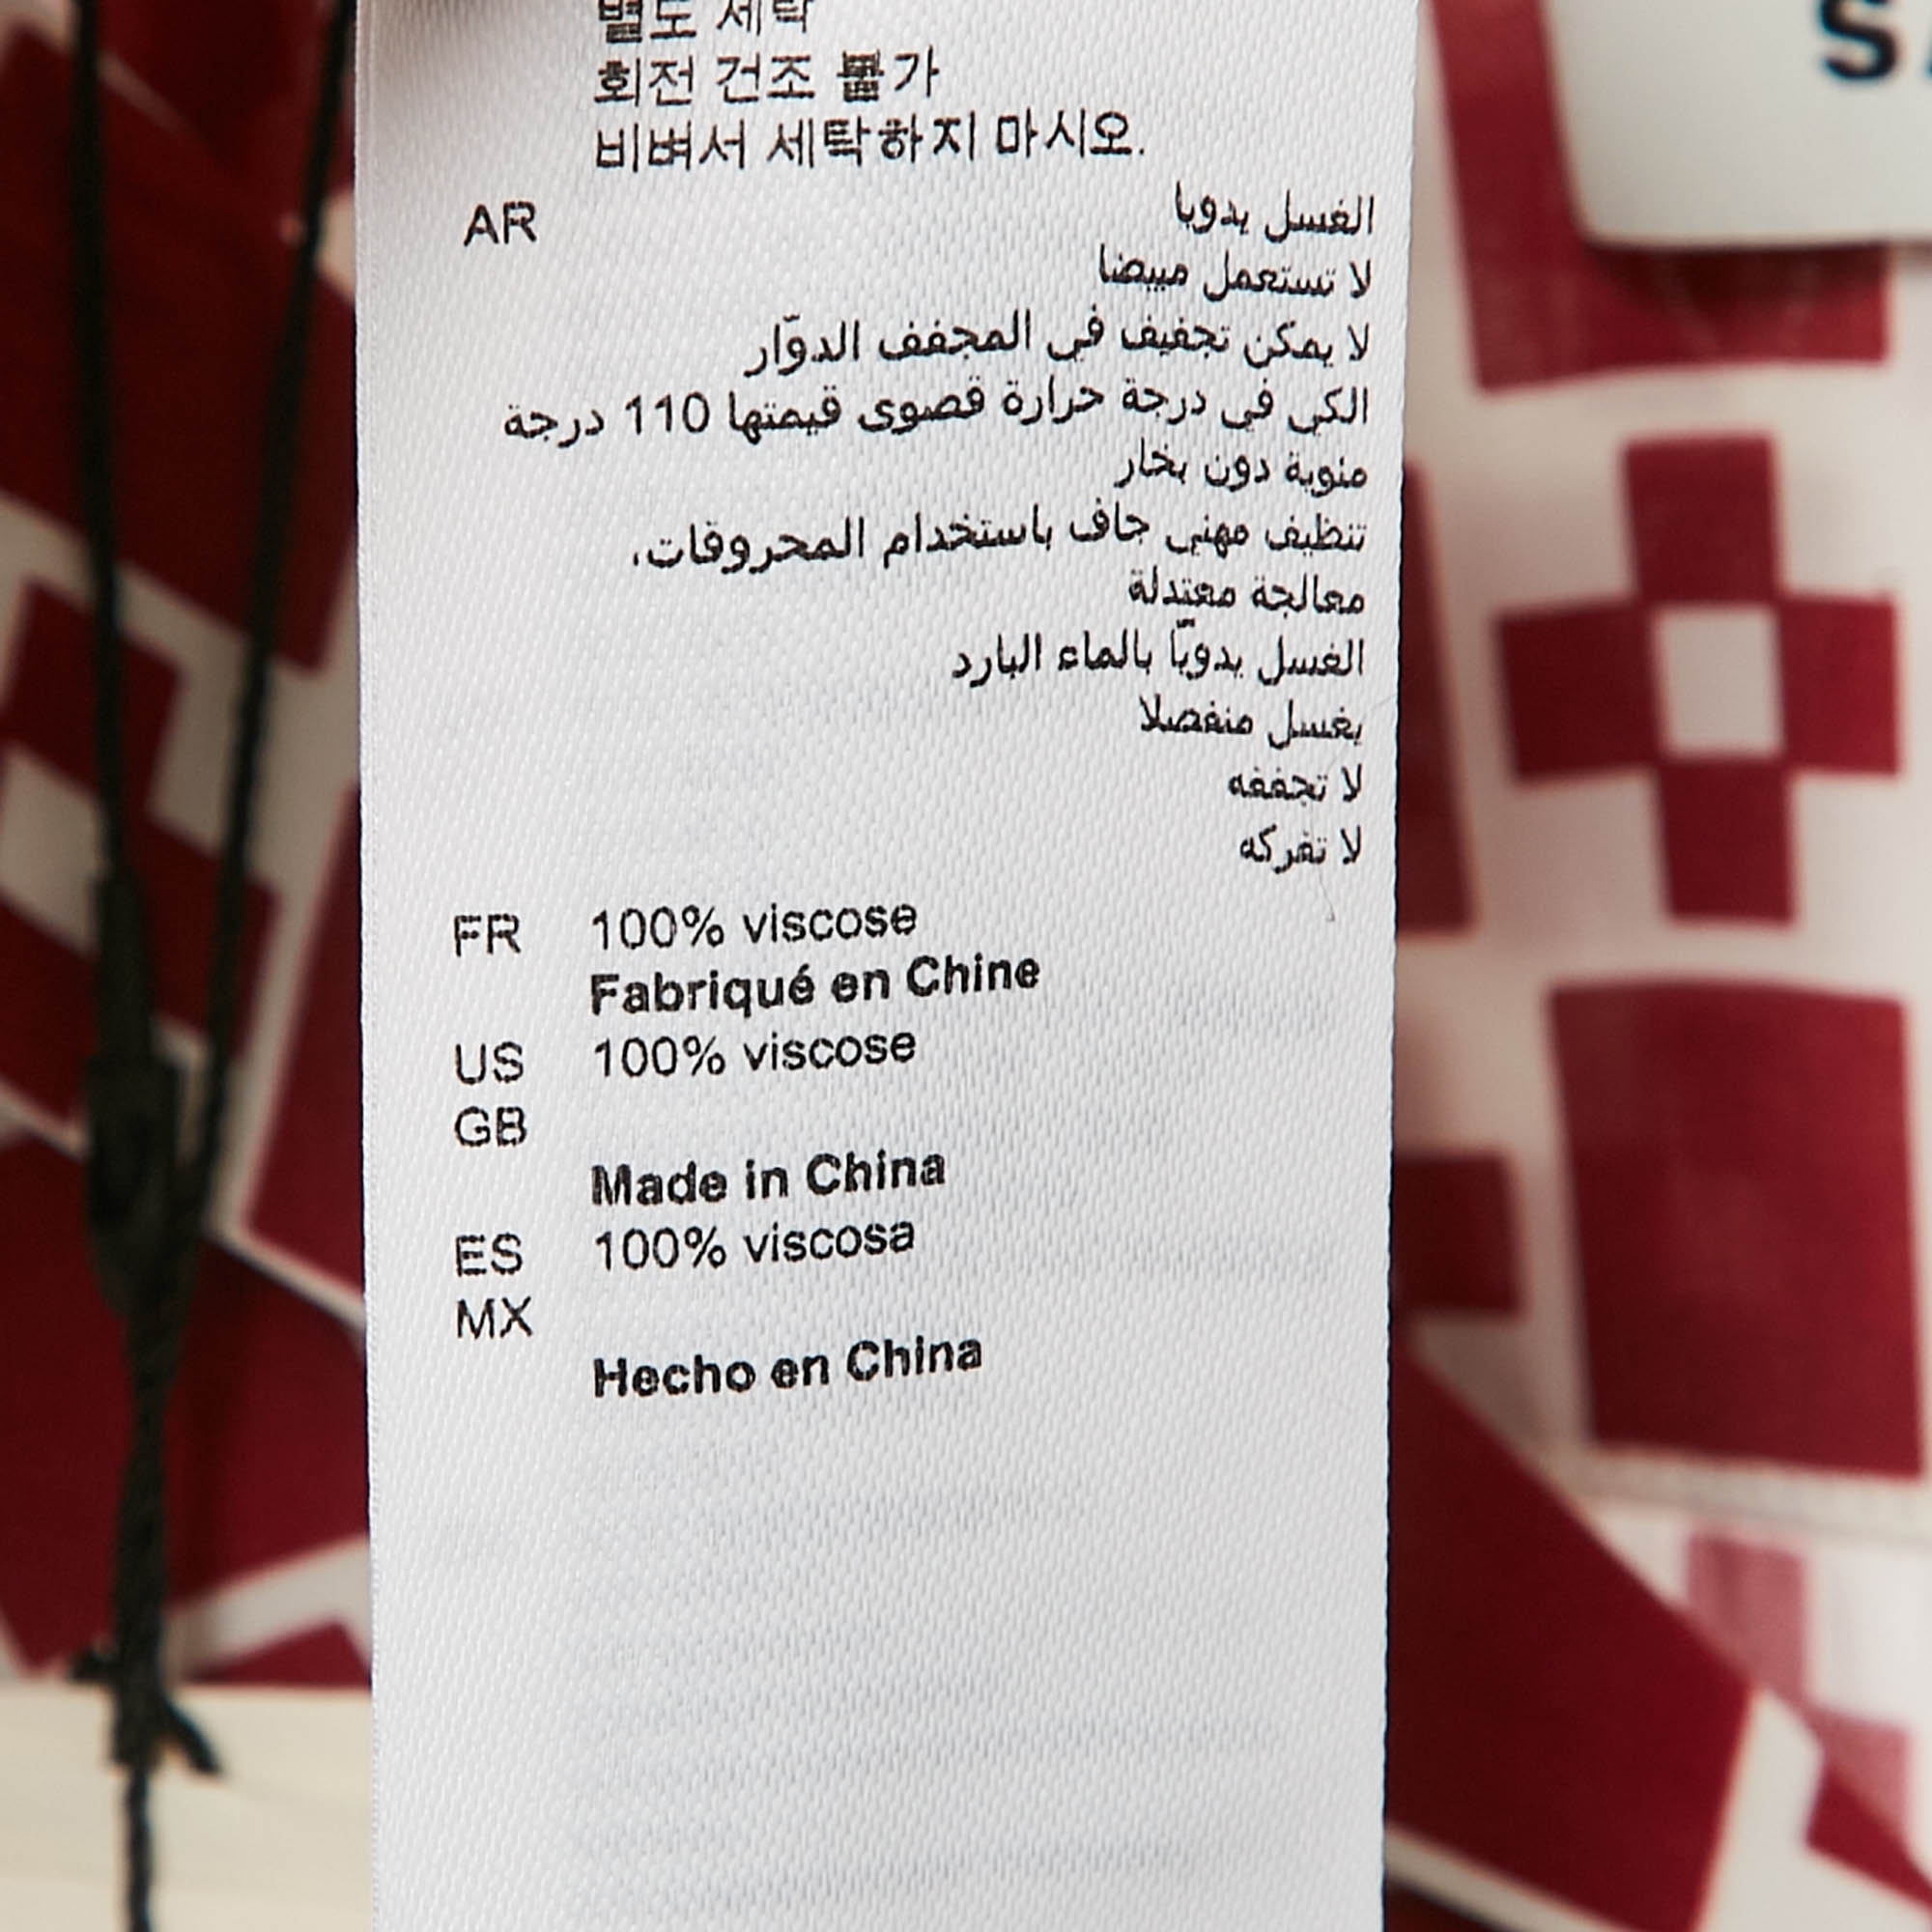 별도 세탁
회전 건조 불가
비벼서 세탁하지 마시오.
AR الغسل يدويا
لا تستعمل مبيضا
لا يمكن تجفيف في المجفف الدوّار
الكي في درجة حرارة قصوى قيمتها 110 درجة
مئوية دون بخار
تنظيف مهني جاف باستخدام المحروقات.
معالجة معتدلة
الغسل يدويّا بالماء البارد
يغسل منفصلا
لا تجففه
لا تفركه
FR 100% viscose
Fabriqué en Chine
US 100% viscose
GB
Made in China
ES 100% viscosa
MX
Hecho en China